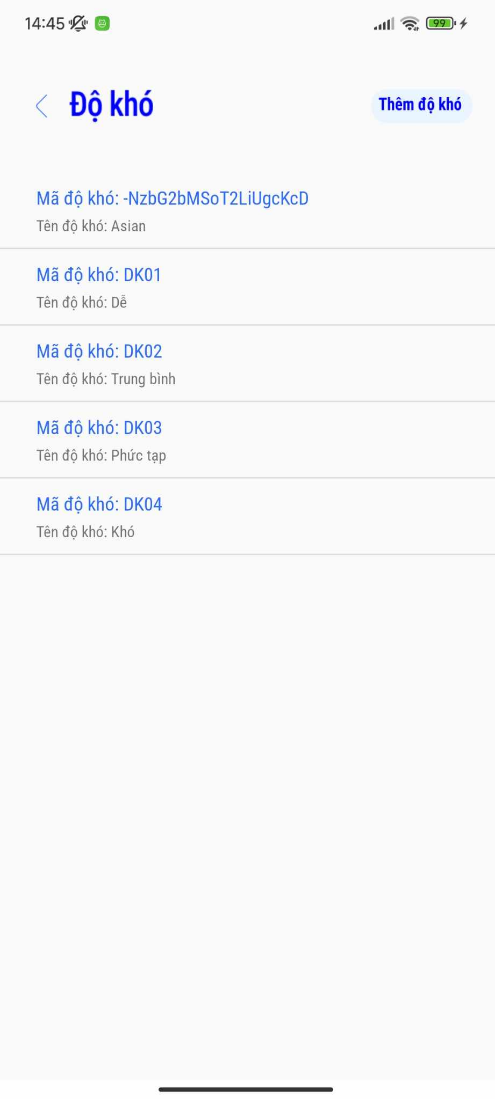 14:45
99
Độ khó
Thêm độ khó
Mã độ khó: -NzbG2bMSoT2LiUgcKcD
Tên độ khó: Asian
Mã độ khó: DK01
Tên độ khó: Dễ
Mã độ khó: DK02
Tên độ khó: Trung bình
Mã độ khó: DK03
Tên độ khó: Phức tạp
Mã độ khó: DK04
Tên độ khó: Khó